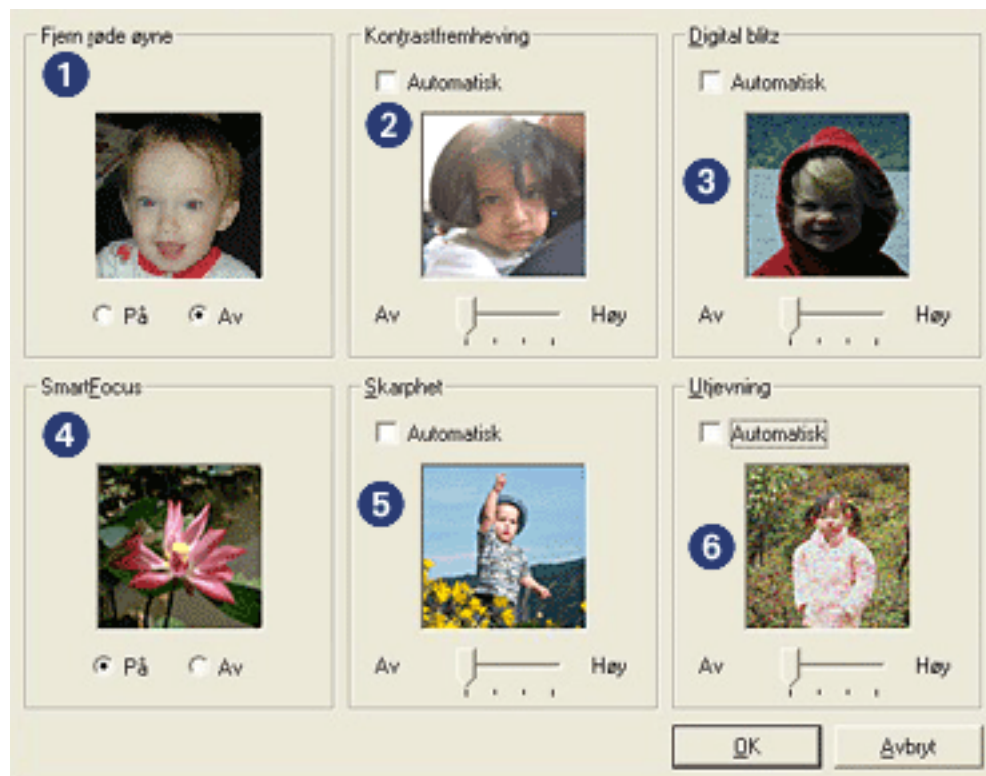 Fjern røde øyne
1
På Av
Kontrastfremheving
Automatisk
2
Av Høy
Digital blitz
Automatisk
3
Av Høy
SmartFocus
4
På Av
Skarphet
Automatisk
5
Av Høy
Utjevning
Automatisk
6
Av Høy
OK Avbryt